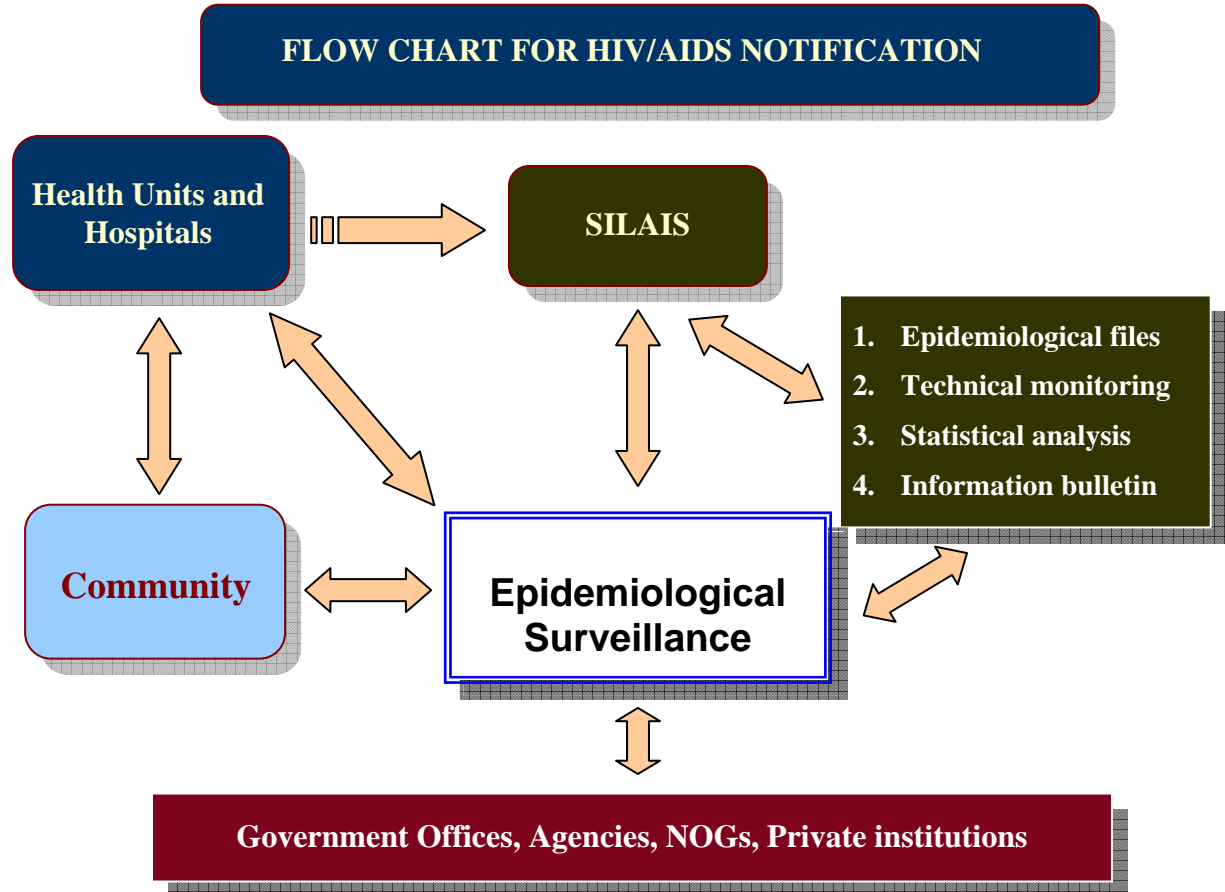 FLOW CHART FOR HIV/AIDS NOTIFICATION
Health Units and
Hospitals
SILAIS
1. Epidemiological files
2. Technical monitoring
3. Statistical analysis
4. Information bulletin
Community
Epidemiological
Surveillance
Government Offices, Agencies, NOGs, Private institutions